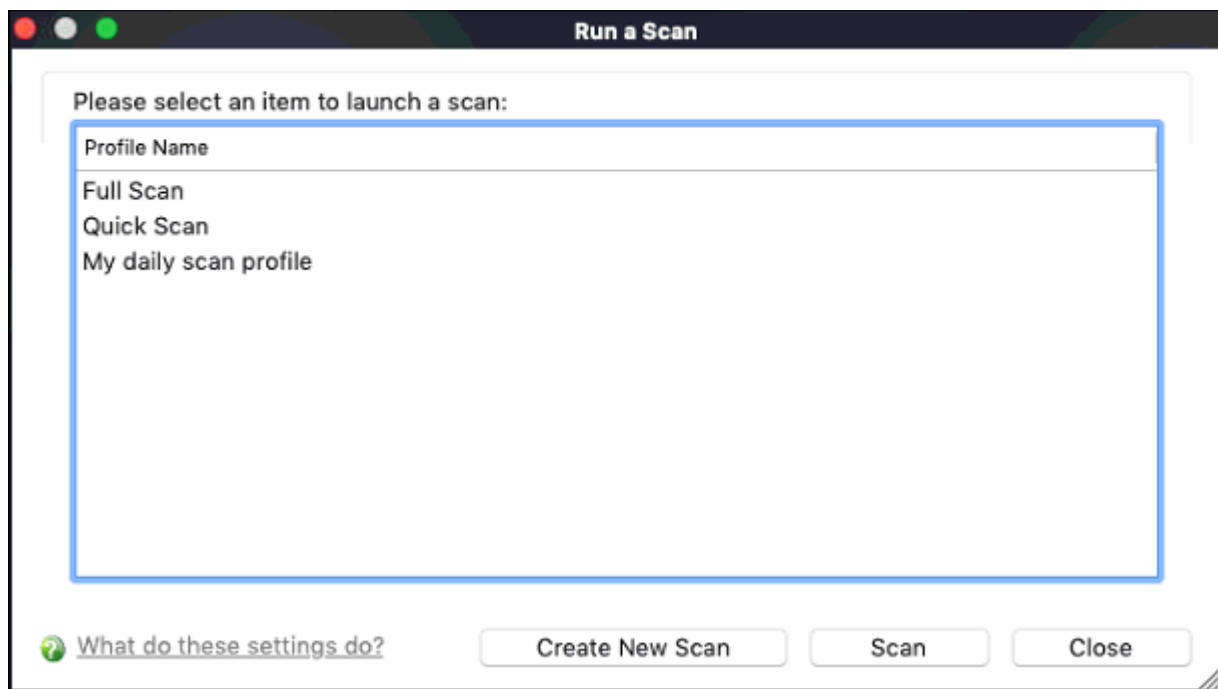 Run a Scan
Please select an item to launch a scan:
Profile Name
Full Scan
Quick Scan
My daily scan profile
What do these settings do?
Create New Scan
Scan
Close